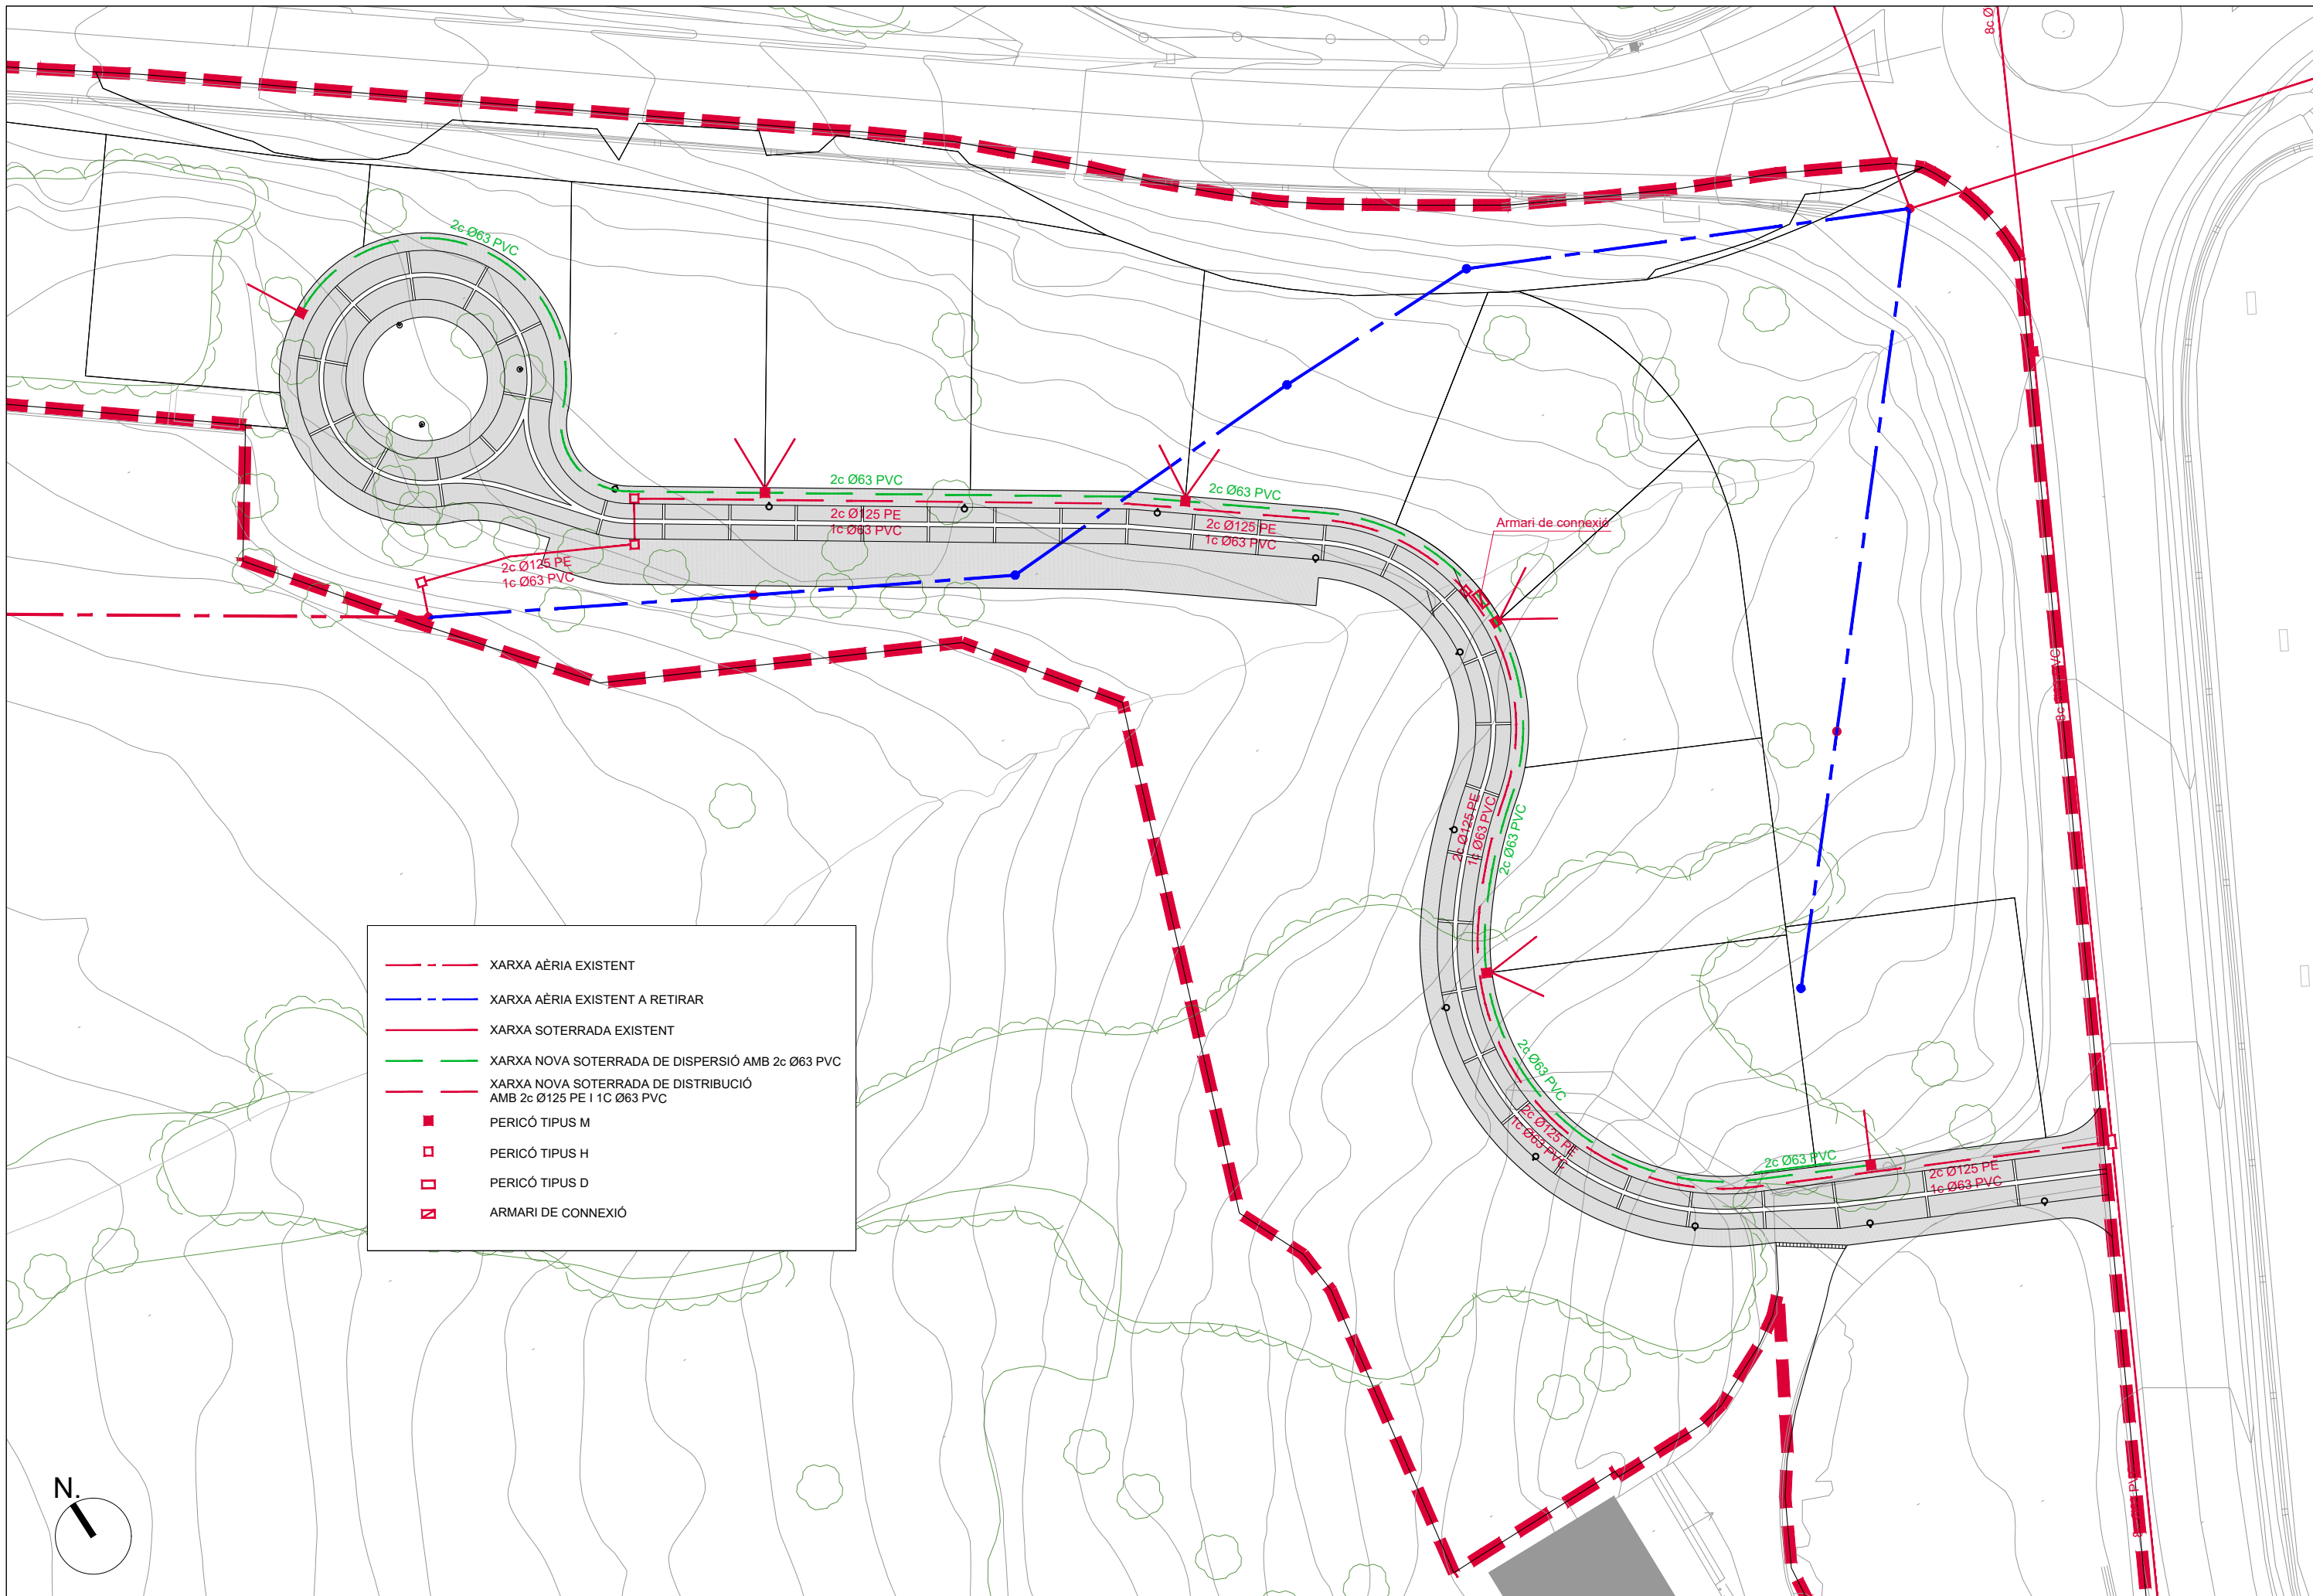 8c Ø
2c Ø63 PVC
2c Ø63 PVC
2c Ø63 PVC
2c Ø125 PE
1c Ø63 PVC
2c Ø125 PE
1c Ø63 PVC
Armari de connexió
2c Ø125 PE
1c Ø63 PVC
2c Ø125 PE
1c Ø63 PVC
2c Ø63 PVC
XARXA AÈRIA EXISTENT
XARXA AÈRIA EXISTENT A RETIRAR
XARXA SOTERRADA EXISTENT
XARXA NOVA SOTERRADA DE DISPERSIÓ AMB 2c Ø63 PVC
XARXA NOVA SOTERRADA DE DISTRIBUCIÓ
AMB 2c Ø125 PE I 1C Ø63 PVC
PERICÓ TIPUS M
PERICÓ TIPUS H
PERICÓ TIPUS D
ARMARI DE CONNEXIÓ
2c Ø63 PVC
2c Ø125 PE
1c Ø63 PVC
2c Ø63 PVC
2c Ø125 PE
1c Ø63 PVC
N.